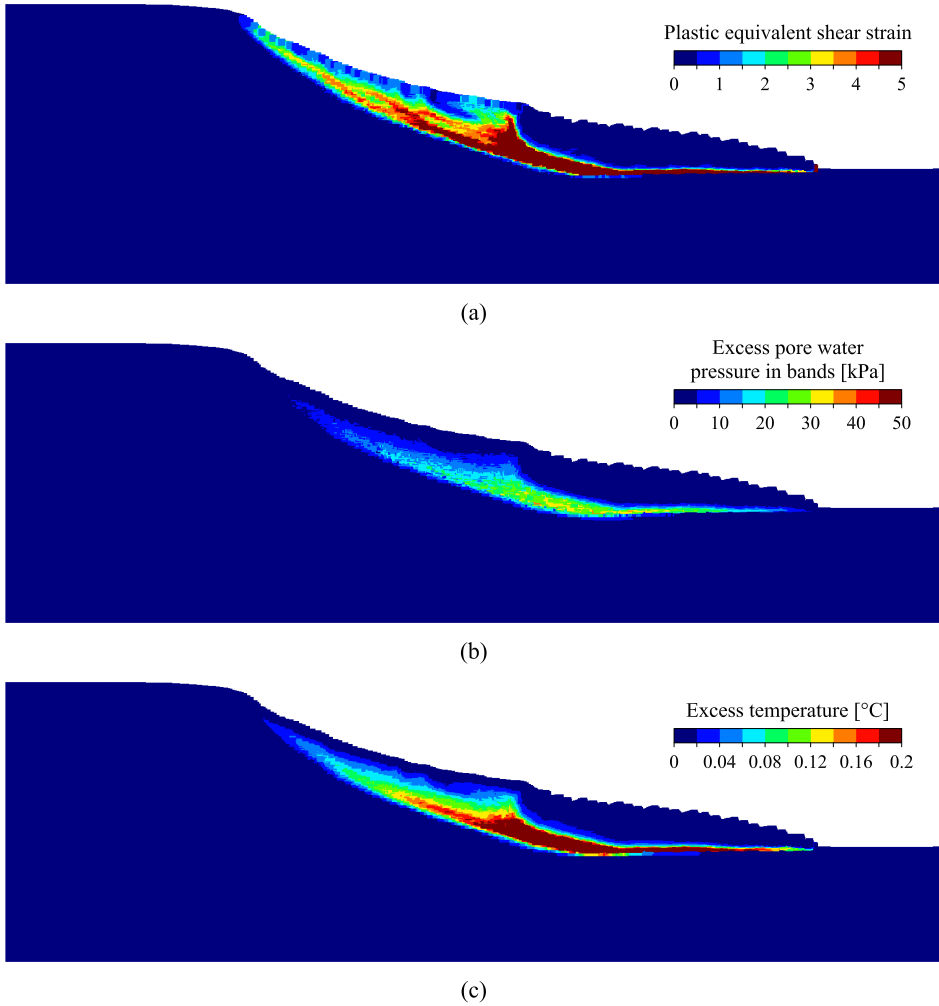 Plastic equivalent shear strain
0 1 2 3 4 5
(a)
Excess pore water
pressure in bands [kPa]
0 10 20 30 40 50
(b)
Excess temperature [°C]
0 0.04 0.08 0.12 0.16 0.2
(c)